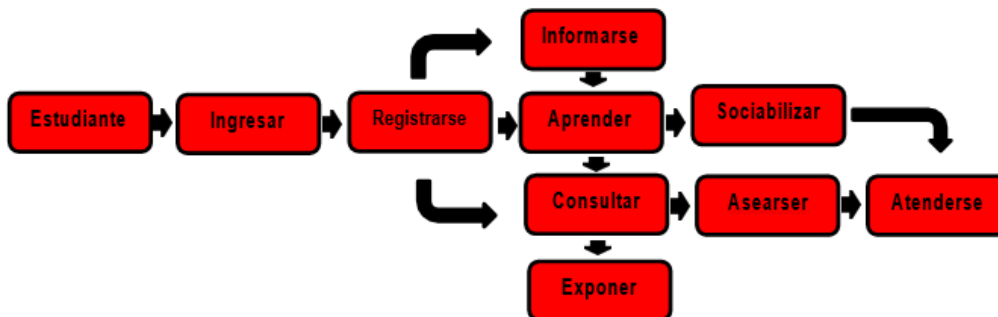 Informarse
Estudiante
Ingresar
Registrarse
Aprender
Sociabilizar
Consultar
Asearser
Atenderse
Exponer